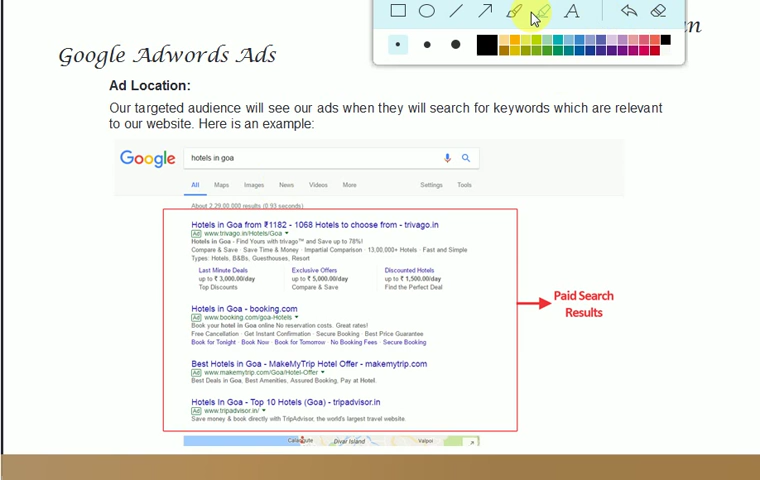 A
an
Google Adwords Ads
Ad Location:
Our targeted audience will see our ads when they will search for keywords which are relevant
to our website. Here is an example:
Google
hotels in goa
All Maps Images News Videos More Settings Tools
About 2,29,00,000 results (0.93 seconds)
Hotels in Goa from ₹1182 - 1068 Hotels to choose from - trivago.in
Ad www.trivago.in/Hotels/Goa
Hotels in Goa - Find Yours with trivago™ and Save up to 78%!
Compare & Save · Save Time & Money · Impartial Comparison · 13,00,000+ Hotels · Fast and Simple
Types: Hotels, B&Bs, Guesthouses, Resort
Last Minute Deals Exclusive Offers Discounted Hotels
up to ₹ 3,000.00/day up to ₹ 5,000.00/day up to ₹ 1,500.00/day
Top Discounts Compare & Save Find the Perfect Deal
Hotels in Goa - booking.com
Ad www.booking.com/goa-Hotels
Book your hotel in Goa online No reservation costs. Great rates!
Free Cancellation · Get Instant Confirmation · Secure Booking · Best Price Guarantee
Book for Tonight · Book Now · Book for Tomorrow · No Booking Fees · Secure Booking
Paid Search
Results
Best Hotels in Goa - MakeMyTrip Hotel Offer - makemytrip.com
Ad www.makemytrip.com/Goa/Hotel-Offer
Best Deals in Goa, Best Amenities, Assured Booking, Pay at Hotel.
Hotels In Goa - Top 10 Hotels (Goa) - tripadvisor.in
Ad www.tripadvisor.in/
Save money & book directly with TripAdvisor, the world's largest travel website
Calangute Divar Island Valpoi